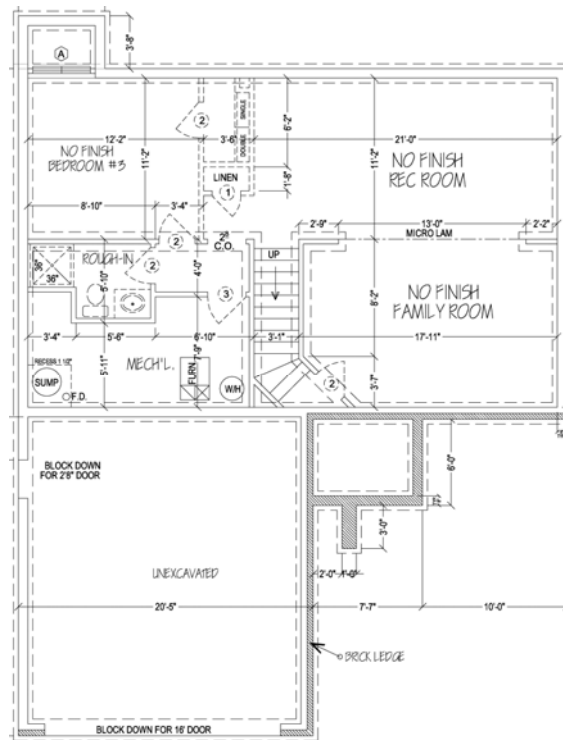 3'-8"
A
12'-2"
3'-6"
21'-0"
2
SINGLE
DOUBLE
6'-2"
NO FINISH
BEDROOM #3
11'-2"
11'-2"
NO FINISH
REC ROOM
LINEN
1
1'-8"
8'-10"
3'-4"
2'-9"
13'-0"
2'-2"
MICRO LAM
2
C.O.
UP
36"
36"
ROUGH-IN
2
5'-10"
4'-0"
3
8'-2"
NO FINISH
FAMILY ROOM
3'-4"
5'-6"
6'-10"
3'-1"
17'-11"
RECESS 1 1/2"
SUMP
F.D.
5'-11"
MECH'L.
FURN.
7'-9"
W/H
2
3'-7"
BLOCK DOWN
FOR 2'8" DOOR
6'-0"
3'-0"
UNEXCAVATED
2'-0"
1'-0"
20'-5"
7'-7"
10'-0"
BRICK LEDGE
BLOCK DOWN FOR 16' DOOR